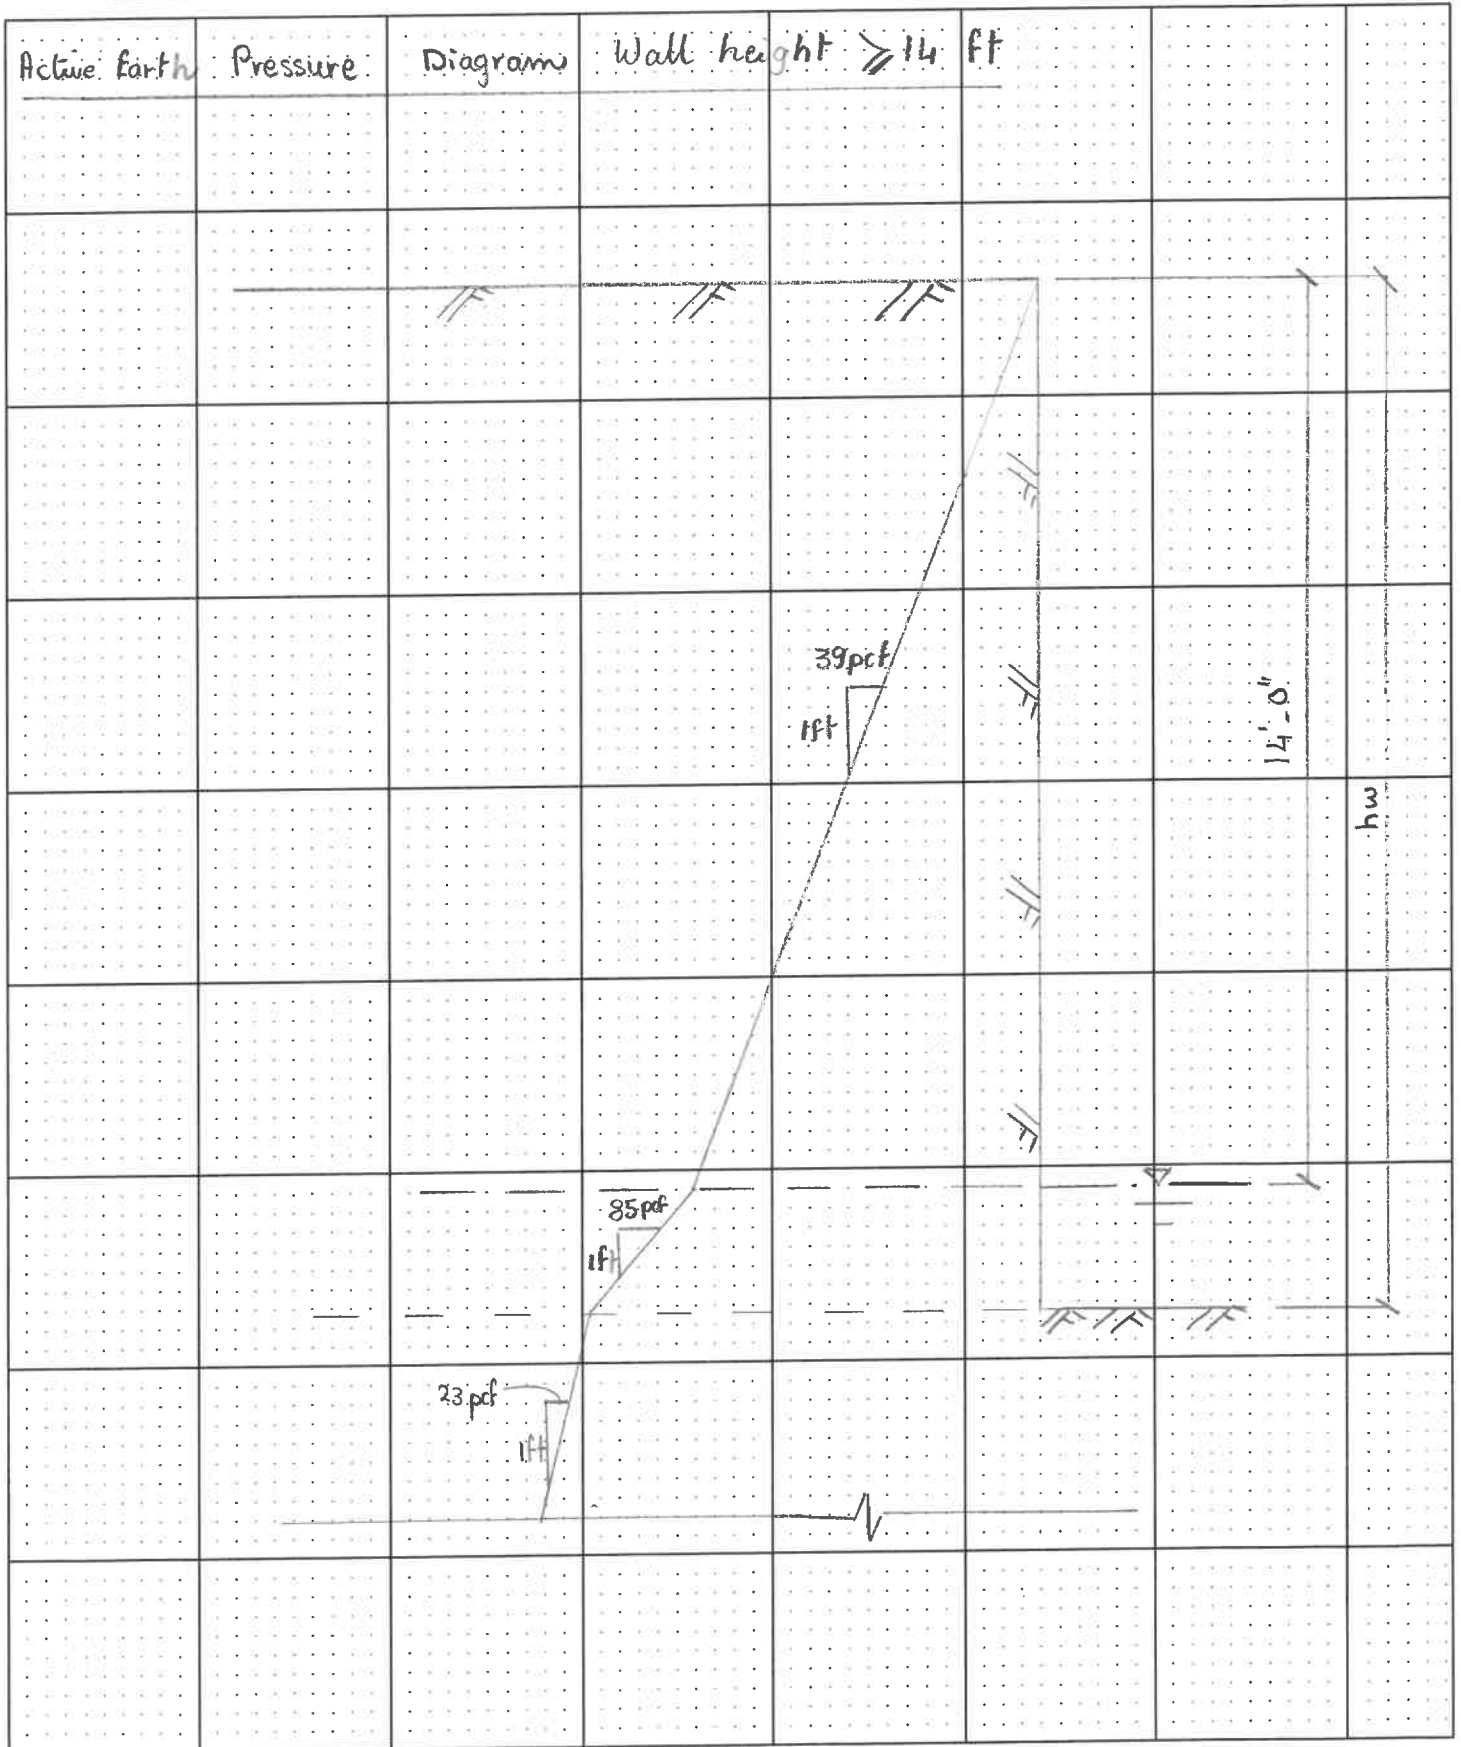 Active Earth Pressure Diagram Wall height ≥ 14 ft
39pcf
1ft
14'-0"
hw
85pcf
1ft
23pcf
1ft